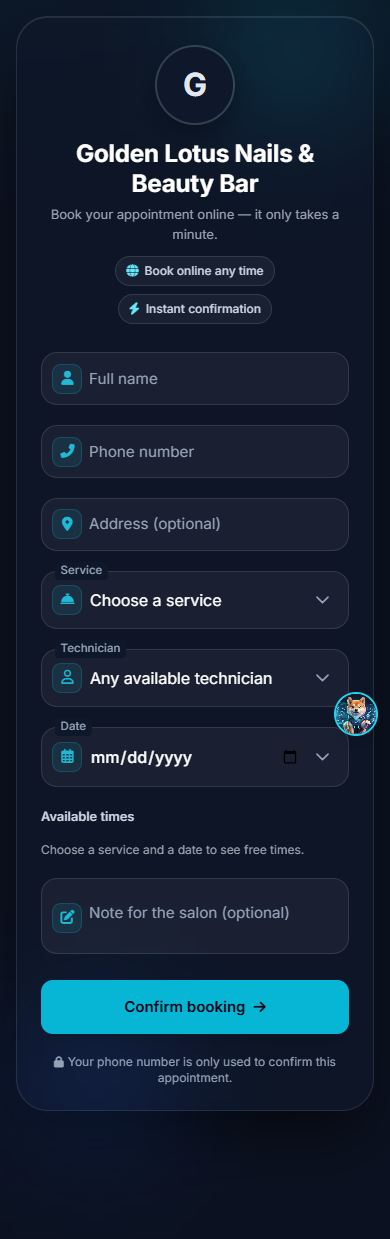 G
Golden Lotus Nails &
Beauty Bar
Book your appointment online — it only takes a
minute.
Book online any time
Instant confirmation
Full name
Phone number
Address (optional)
Service
Choose a service
Technician
Any available technician
Date
mm/dd/yyyy
Available times
Choose a service and a date to see free times.
Note for the salon (optional)
Confirm booking →
Your phone number is only used to confirm this
appointment.